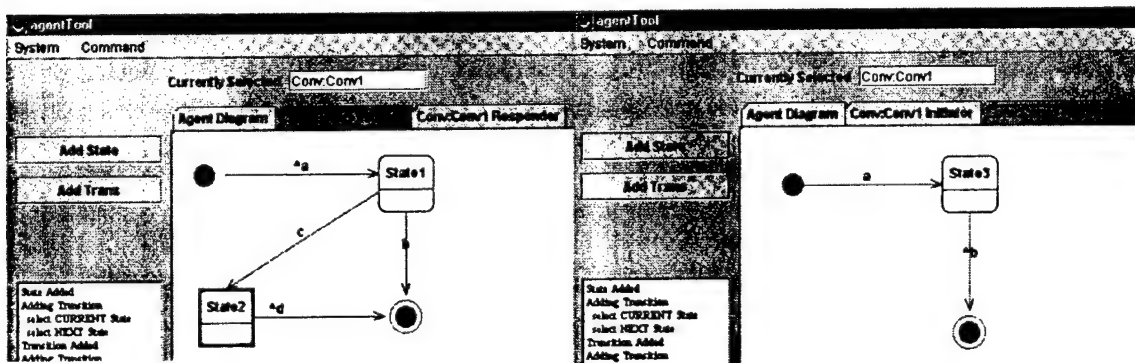 agentTool
System Command
Currently Selected Conv:Conv1
Agent Diagram Conv:Conv1 Responder
Add State
Add Trans
^a
State1
c
b
State2
^d
State Added
Adding Transition
select CURRENT State
select NEXT State
Transition Added
Adding Transition
agentTool
System Command
Currently Selected Conv:Conv1
Agent Diagram Conv:Conv1 Initiator
Add State
Add Trans
a
State3
^b
State Added
Adding Transition
select CURRENT State
select NEXT State
Transition Added
Adding Transition